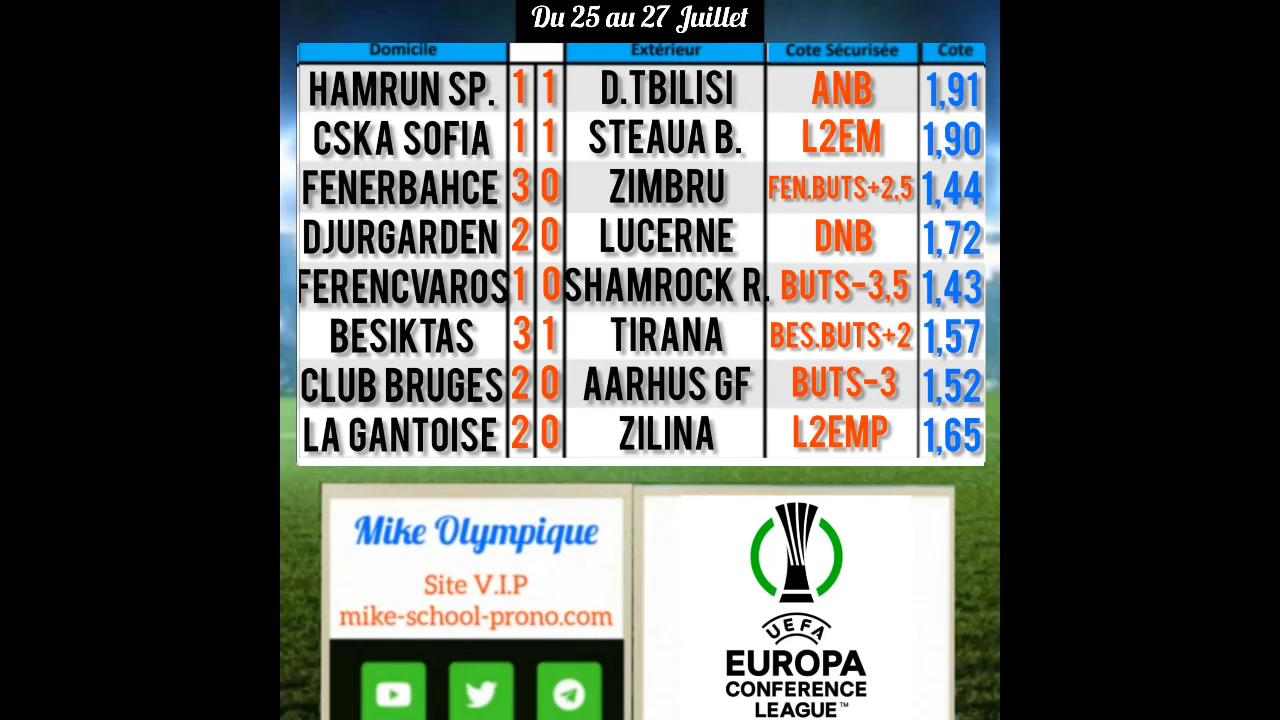 Du 25 au 27 Juillet
Domicile Extérieur Cote Sécurisée Cote
HAMRUN SP. 1 1 D.TBILISI ANB 1,91
CSKA SOFIA 1 1 STEAUA B. L2EM 1,90
FENERBAHCE 3 0 ZIMBRU FEN.BUTS+2,5 1,44
DJURGARDEN 2 0 LUCERNE DNB 1,72
FERENCVAROS 1 0 SHAMROCK R. BUTS-3,5 1,43
BESIKTAS 3 1 TIRANA BES.BUTS+2 1,57
CLUB BRUGES 2 0 AARHUS GF BUTS-3 1,52
LA GANTOISE 2 0 ZILINA L2EMP 1,65
Mike Olympique
Site V.I.P
mike-school-prono.com
UEFA
EUROPA
CONFERENCE
LEAGUE™